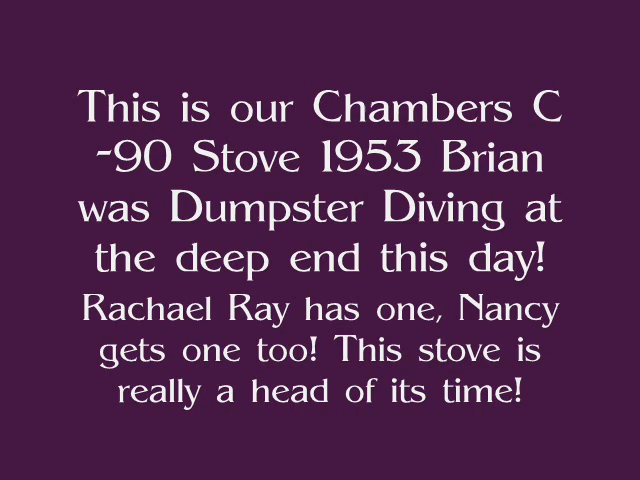 This is our Chambers C
-90 Stove 1953 Brian
was Dumpster Diving at
the deep end this day!
Rachael Ray has one, Nancy
gets one too! This stove is
really a head of its time!